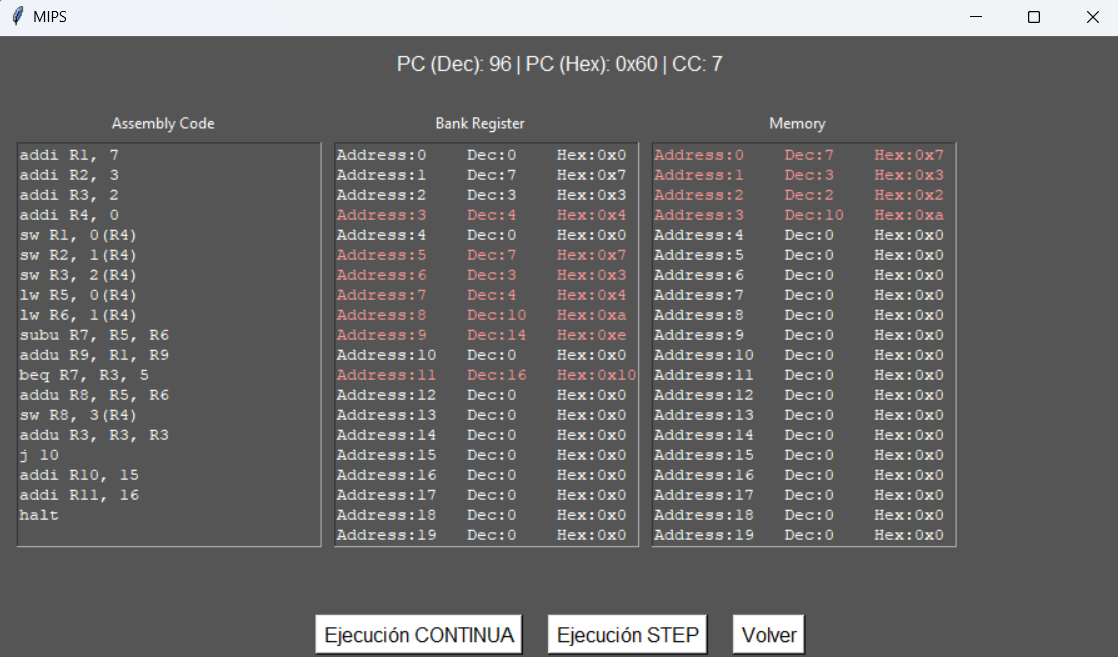 MIPS
PC (Dec): 96 | PC (Hex): 0x60 | CC: 7
Assembly Code
addi R1, 7
addi R2, 3
addi R3, 2
addi R4, 0
sw R1, 0(R4)
sw R2, 1(R4)
sw R3, 2(R4)
lw R5, 0(R4)
lw R6, 1(R4)
subu R7, R5, R6
addu R9, R1, R9
beq R7, R3, 5
addu R8, R5, R6
sw R8, 3(R4)
addu R3, R3, R3
j 10
addi R10, 15
addi R11, 16
halt
Bank Register
Address:0 Dec:0 Hex:0x0
Address:1 Dec:7 Hex:0x7
Address:2 Dec:3 Hex:0x3
Address:3 Dec:4 Hex:0x4
Address:4 Dec:0 Hex:0x0
Address:5 Dec:7 Hex:0x7
Address:6 Dec:3 Hex:0x3
Address:7 Dec:4 Hex:0x4
Address:8 Dec:10 Hex:0xa
Address:9 Dec:14 Hex:0xe
Address:10 Dec:0 Hex:0x0
Address:11 Dec:16 Hex:0x10
Address:12 Dec:0 Hex:0x0
Address:13 Dec:0 Hex:0x0
Address:14 Dec:0 Hex:0x0
Address:15 Dec:0 Hex:0x0
Address:16 Dec:0 Hex:0x0
Address:17 Dec:0 Hex:0x0
Address:18 Dec:0 Hex:0x0
Address:19 Dec:0 Hex:0x0
Memory
Address:0 Dec:7 Hex:0x7
Address:1 Dec:3 Hex:0x3
Address:2 Dec:2 Hex:0x2
Address:3 Dec:10 Hex:0xa
Address:4 Dec:0 Hex:0x0
Address:5 Dec:0 Hex:0x0
Address:6 Dec:0 Hex:0x0
Address:7 Dec:0 Hex:0x0
Address:8 Dec:0 Hex:0x0
Address:9 Dec:0 Hex:0x0
Address:10 Dec:0 Hex:0x0
Address:11 Dec:0 Hex:0x0
Address:12 Dec:0 Hex:0x0
Address:13 Dec:0 Hex:0x0
Address:14 Dec:0 Hex:0x0
Address:15 Dec:0 Hex:0x0
Address:16 Dec:0 Hex:0x0
Address:17 Dec:0 Hex:0x0
Address:18 Dec:0 Hex:0x0
Address:19 Dec:0 Hex:0x0
Ejecución CONTINUA
Ejecución STEP
Volver